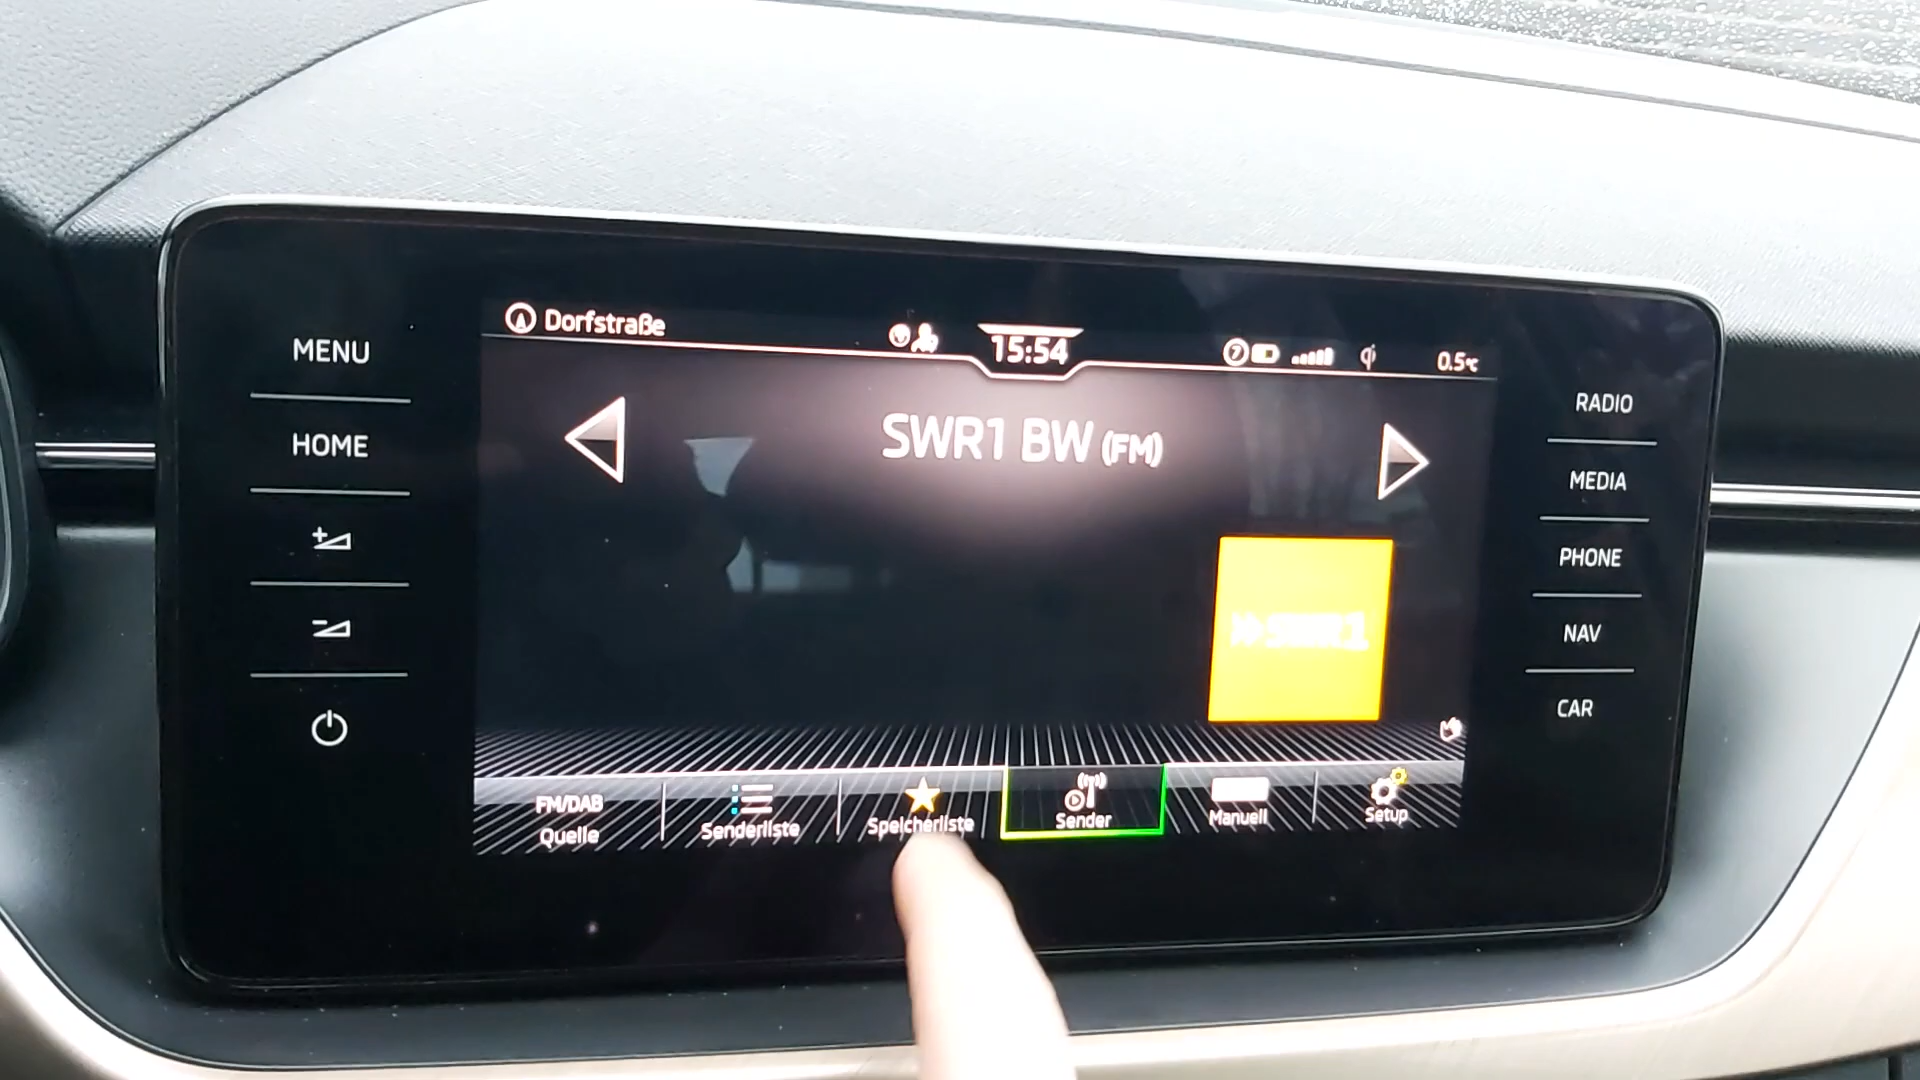 Dorfstraße
15:54
7
0.5°C
MENU
HOME
SWR1 BW (FM)
SWR1
RADIO
MEDIA
PHONE
NAV
CAR
FM/DAB
Quelle
Senderliste
Speicherliste
Sender
Manuell
Setup